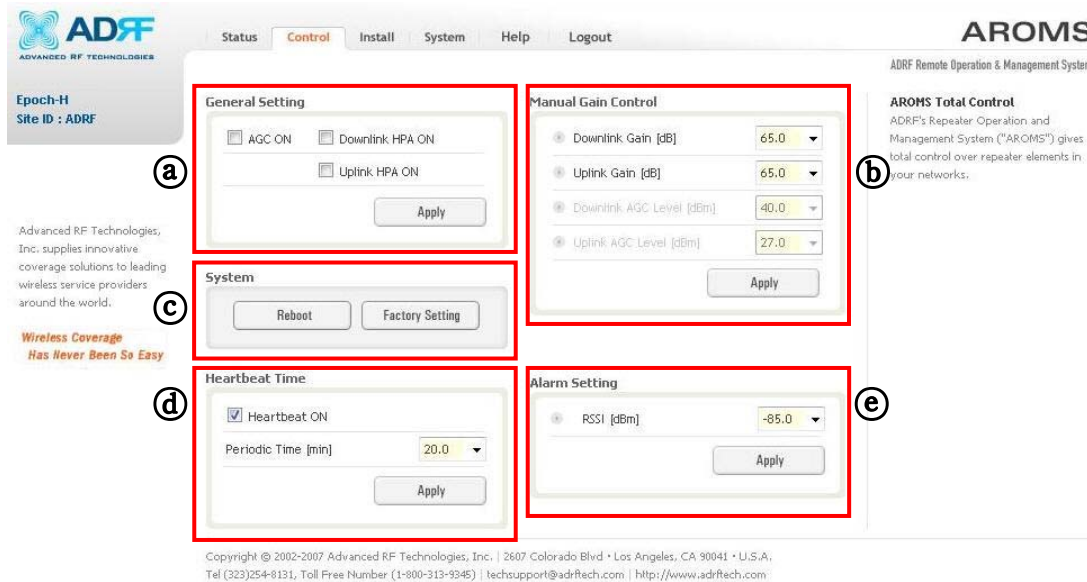 ADRF
ADVANCED RF TECHNOLOGIES
Status Control Install System Help Logout
AROMS
ADRF Remote Operation & Management System
Epoch-H
Site ID : ADRF
Advanced RF Technologies,
Inc. supplies innovative
coverage solutions to leading
wireless service providers
around the world.
Wireless Coverage
Has Never Been So Easy
ⓐ
General Setting
AGC ON Downlink HPA ON
Uplink HPA ON
Apply
ⓑ
Manual Gain Control
Downlink Gain [dB] 65.0
Uplink Gain [dB] 65.0
Downlink AGC Level [dBm] 40.0
Uplink AGC Level [dBm] 27.0
Apply
ⓒ
System
Reboot Factory Setting
ⓓ
Heartbeat Time
Heartbeat ON
Periodic Time [min] 20.0
Apply
ⓔ
Alarm Setting
RSSI [dBm] -85.0
Apply
AROMS Total Control
ADRF's Repeater Operation and
Management System ("AROMS") gives
total control over repeater elements in
your networks.
Copyright © 2002-2007 Advanced RF Technologies, Inc. | 2607 Colorado Blvd • Los Angeles, CA 90041 • U.S.A.
Tel (323)254-8131, Toll Free Number (1-800-313-9345) | techsupport@adrftech.com | http://www.adrftech.com